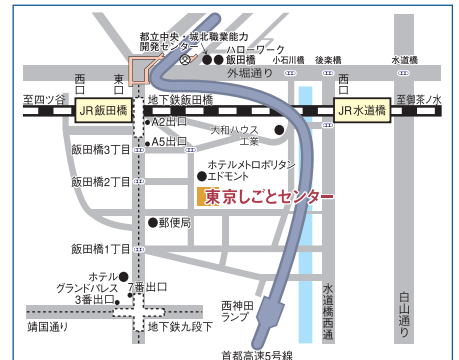 都立中央・城北職業能力
開発センター
ハローワーク
飯田橋
小石川橋
後楽橋
水道橋
外堀通り
西口
東口
西口
至四ツ谷
JR飯田橋
地下鉄飯田橋
JR水道橋
至御茶ノ水
A2出口
大和ハウス
工業
A5出口
飯田橋3丁目
ホテルメトロポリタン
エドモント
飯田橋2丁目
東京しごとセンター
郵便局
飯田橋1丁目
ホテル
グランドパレス
7番出口
3番出口
西神田
ランプ
水道橋西通
白山通り
靖国通り
地下鉄九段下
首都高速5号線